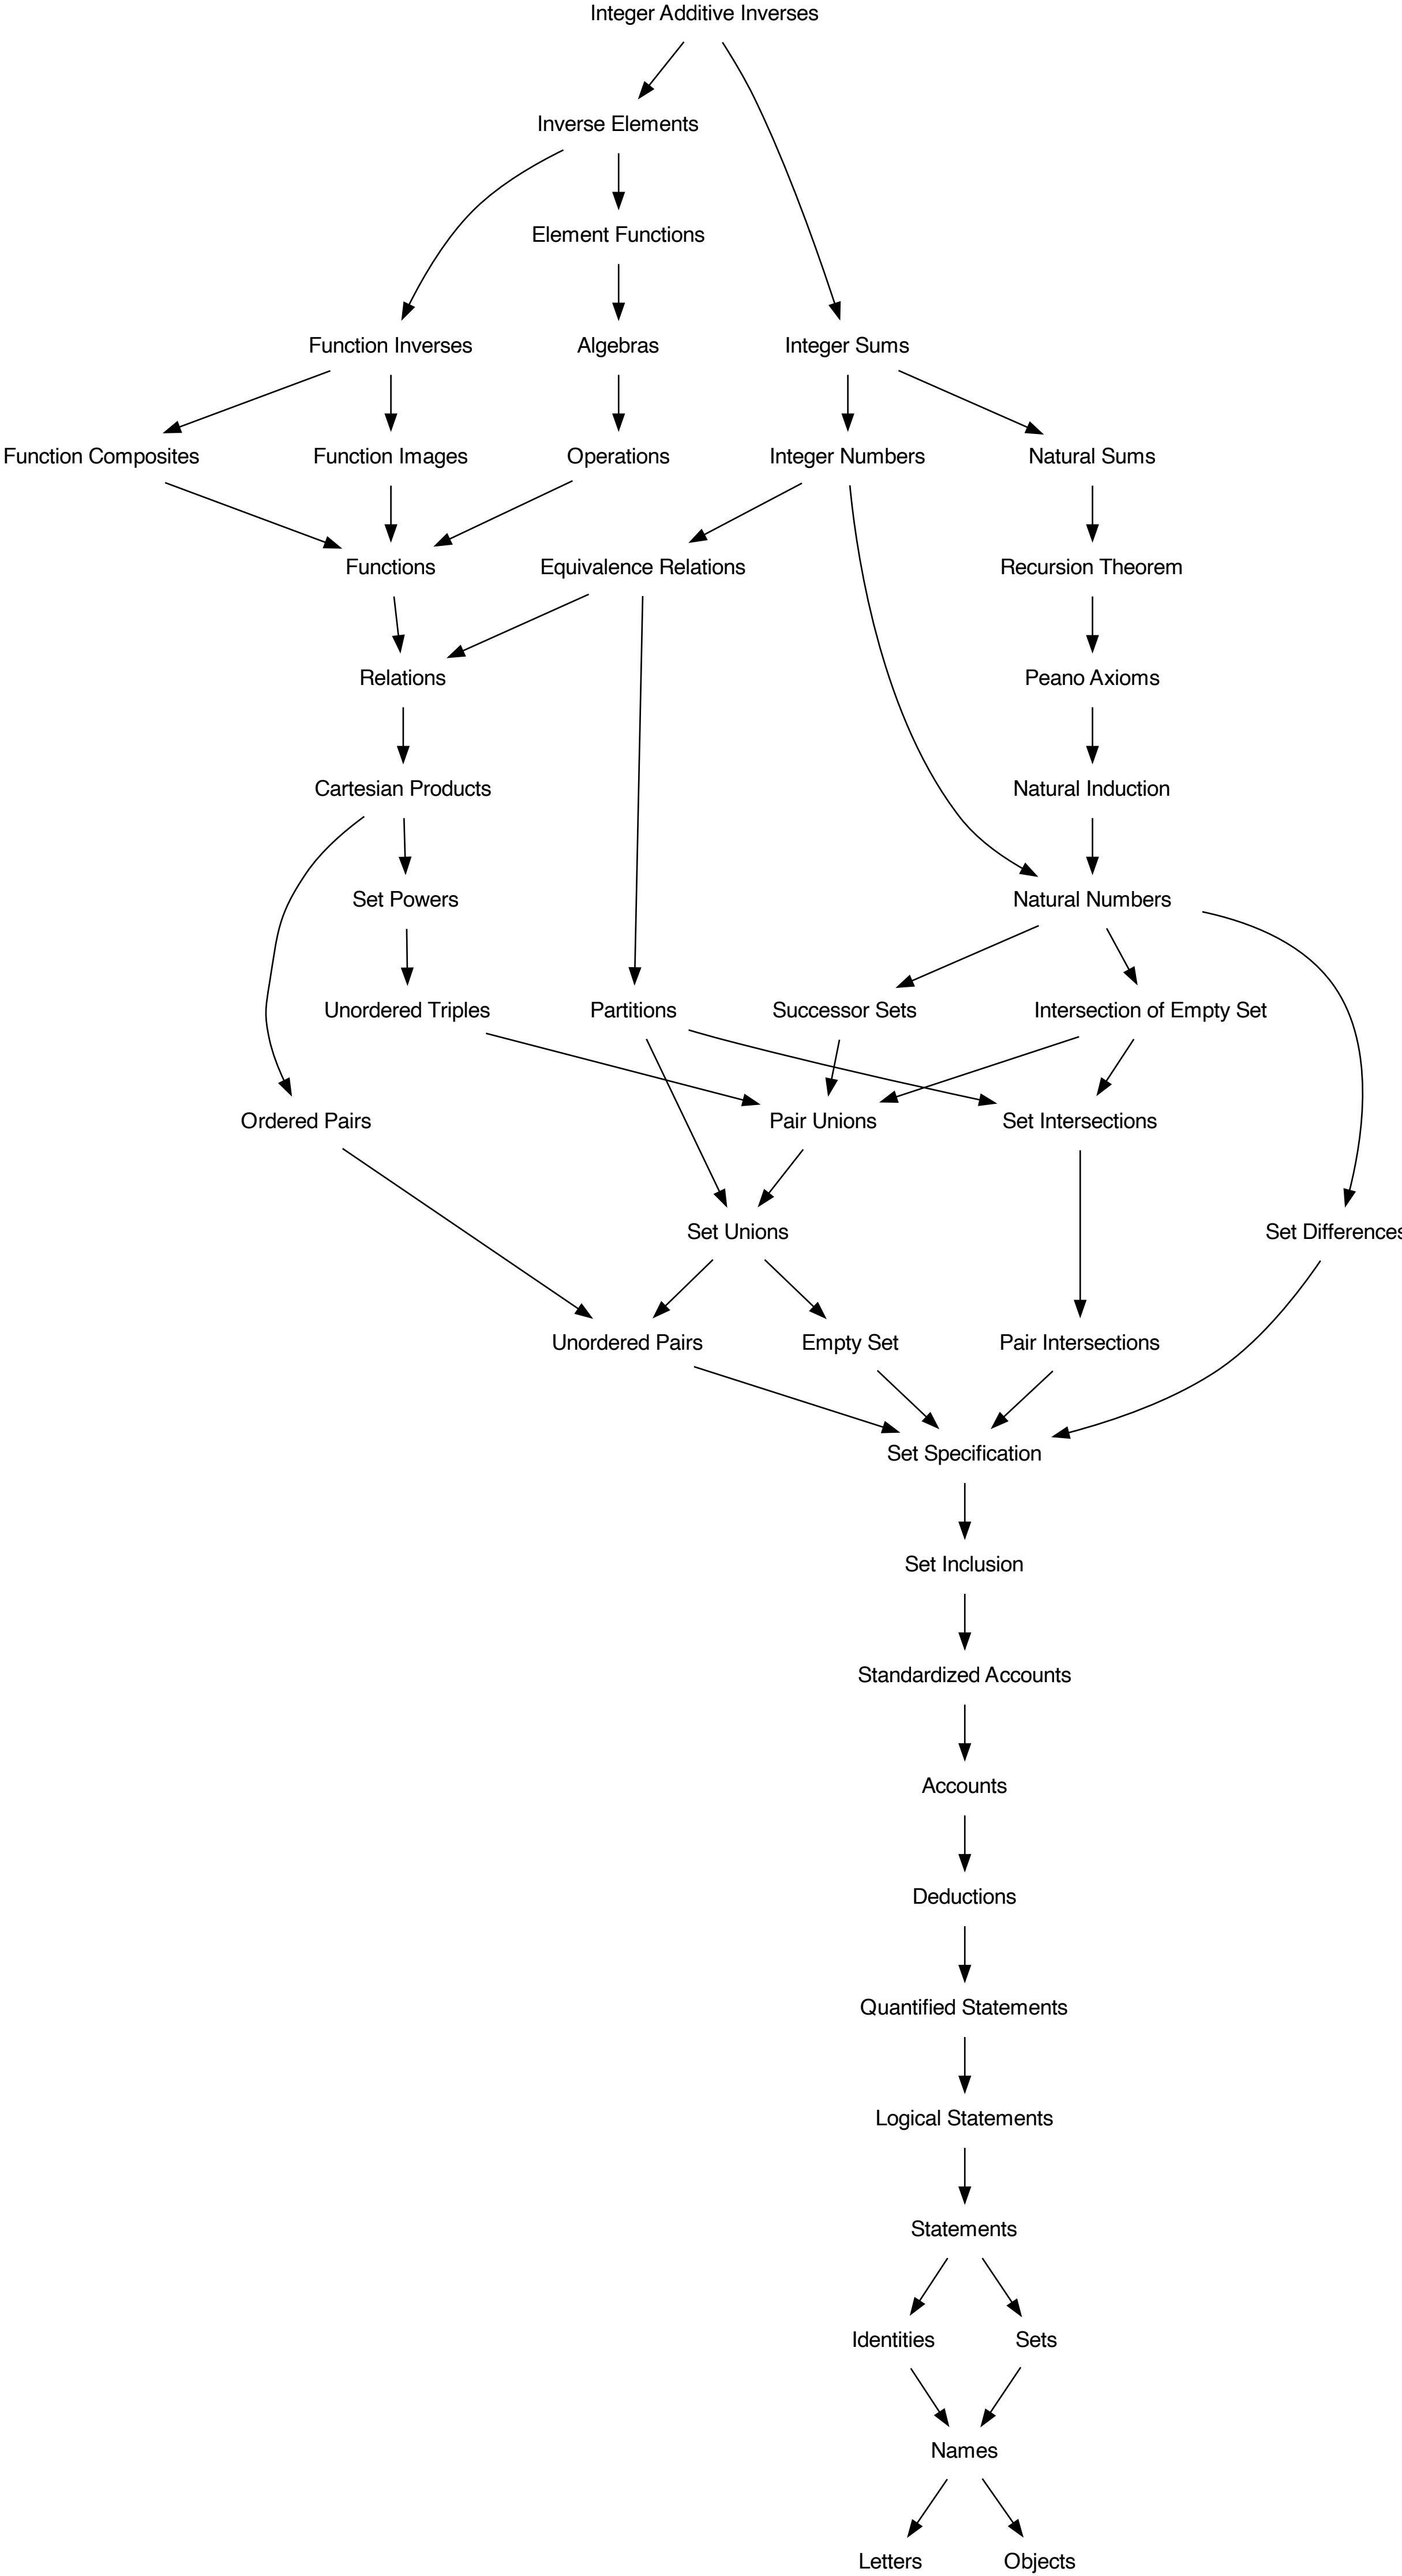 Integer Additive Inverses
Inverse Elements
Element Functions
Function Inverses
Algebras
Integer Sums
Function Composites
Function Images
Operations
Integer Numbers
Natural Sums
Functions
Equivalence Relations
Recursion Theorem
Relations
Peano Axioms
Cartesian Products
Natural Induction
Set Powers
Natural Numbers
Unordered Triples
Partitions
Successor Sets
Intersection of Empty Set
Ordered Pairs
Pair Unions
Set Intersections
Set Unions
Set Differences
Unordered Pairs
Empty Set
Pair Intersections
Set Specification
Set Inclusion
Standardized Accounts
Accounts
Deductions
Quantified Statements
Logical Statements
Statements
Identities
Sets
Names
Letters
Objects